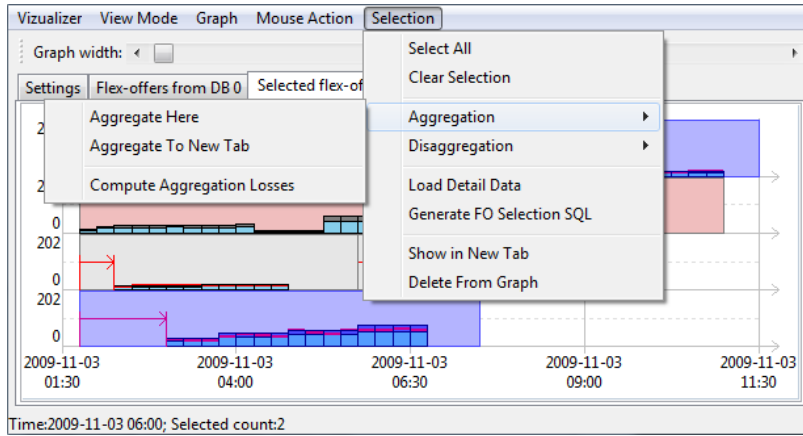 Vizualizer View Mode Graph Mouse Action Selection
Graph width:
Settings Flex-offers from DB 0 Selected flex-of
Select All
Clear Selection
Aggregation
Disaggregation
Load Detail Data
Generate FO Selection SQL
Show in New Tab
Delete From Graph
Aggregate Here
Aggregate To New Tab
Compute Aggregation Losses
2
2
0
202
0
202
0
2009-11-03 2009-11-03 2009-11-03 2009-11-03 2009-11-03
01:30 04:00 06:30 09:00 11:30
Time:2009-11-03 06:00; Selected count:2